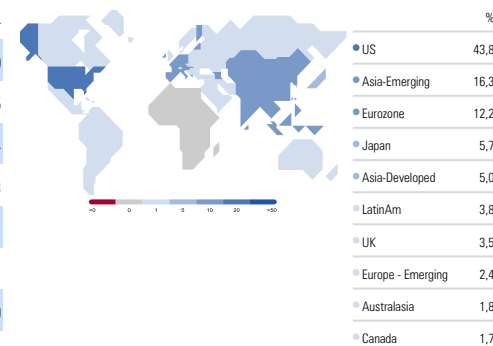 %
US 43,8
Asia-Emerging 16,3
Eurozone 12,2
Japan 5,7
Asia-Developed 5,0
LatinAm 3,8
UK 3,5
Europe - Emerging 2,4
Australasia 1,8
Canada 1,7
<0 0 1 5 10 20 >50